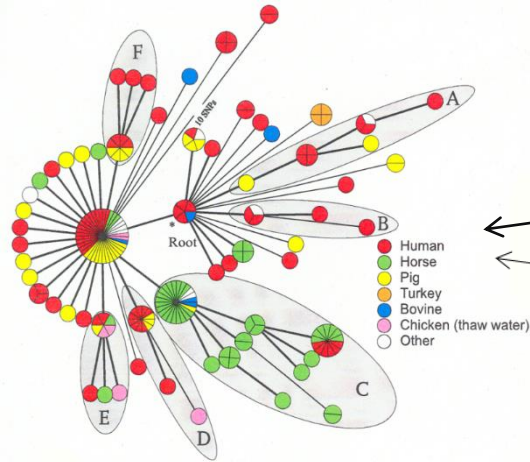 F
10 SNPs
A
B
*
Root
Human
Horse
Pig
Turkey
Bovine
Chicken (thaw water)
Other
C
D
E